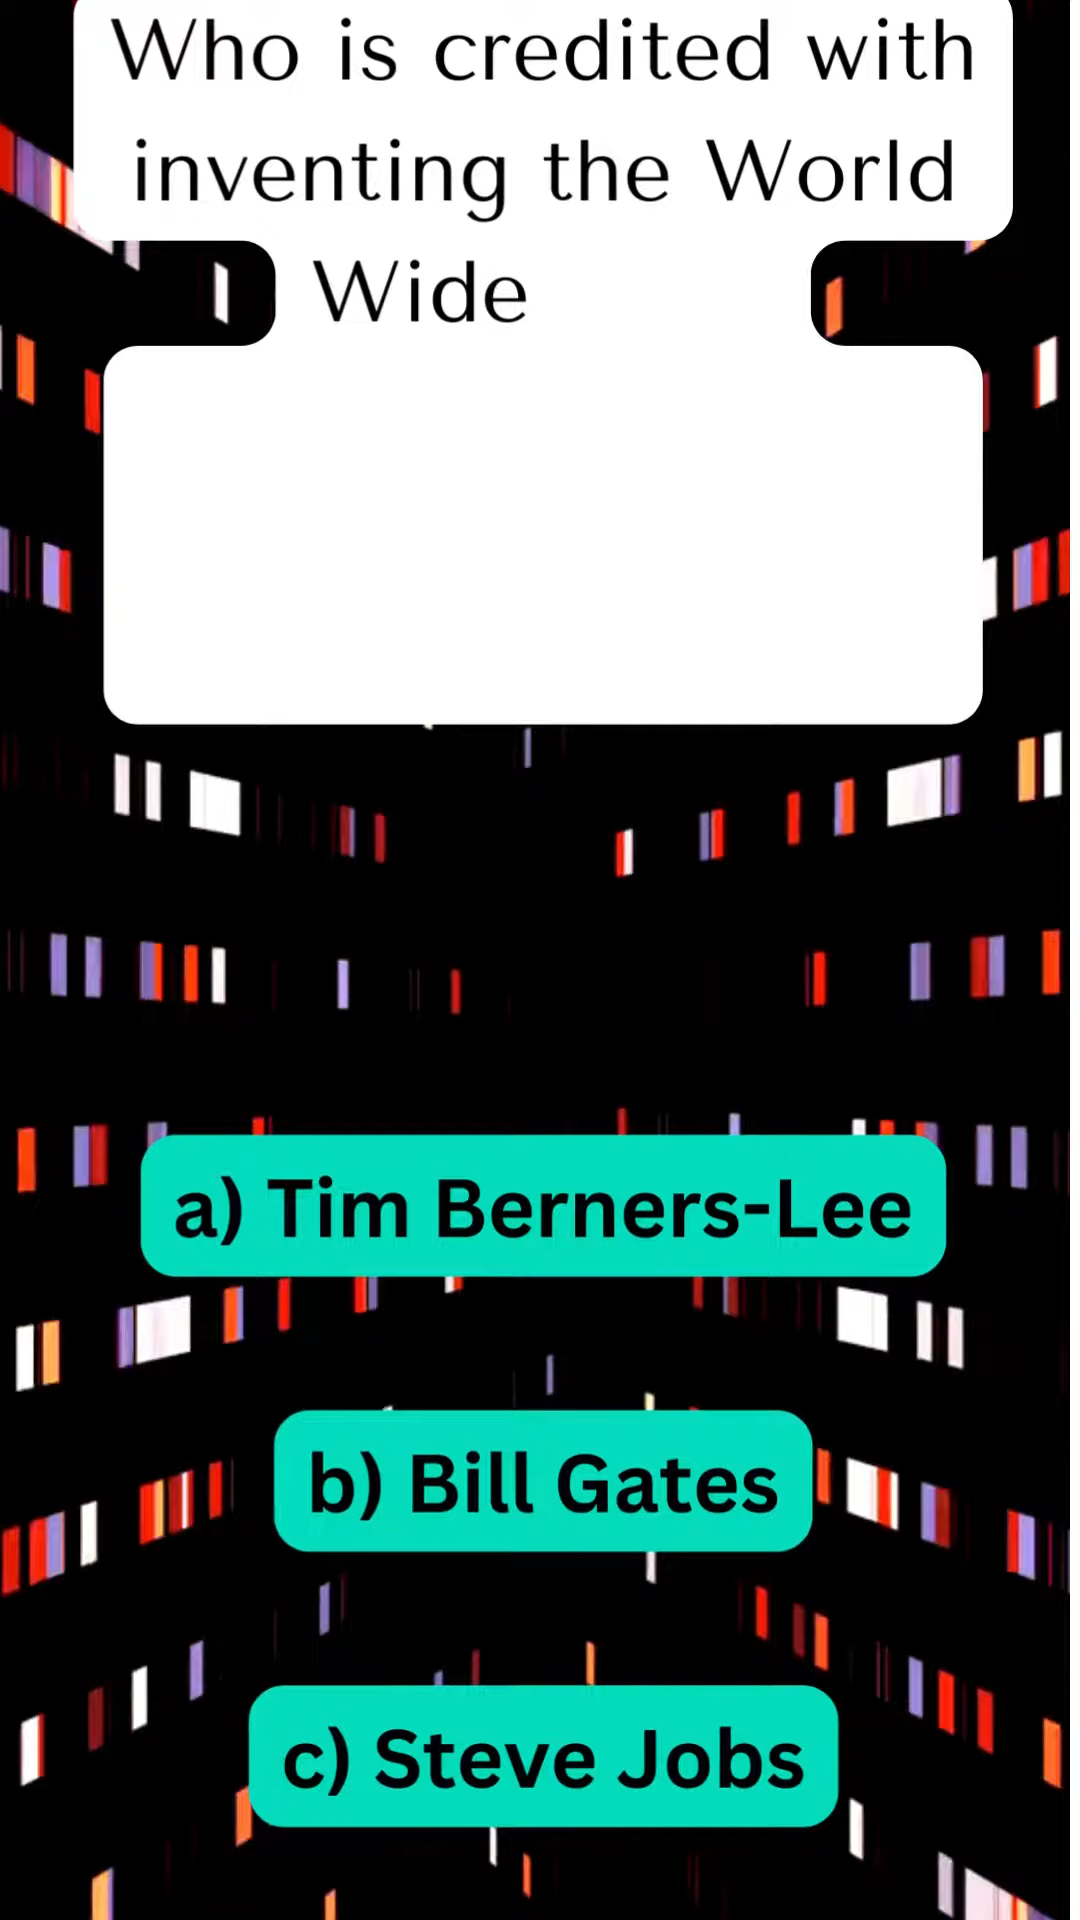 Who is credited with
inventing the World
Wide
a) Tim Berners-Lee
b) Bill Gates
c) Steve Jobs